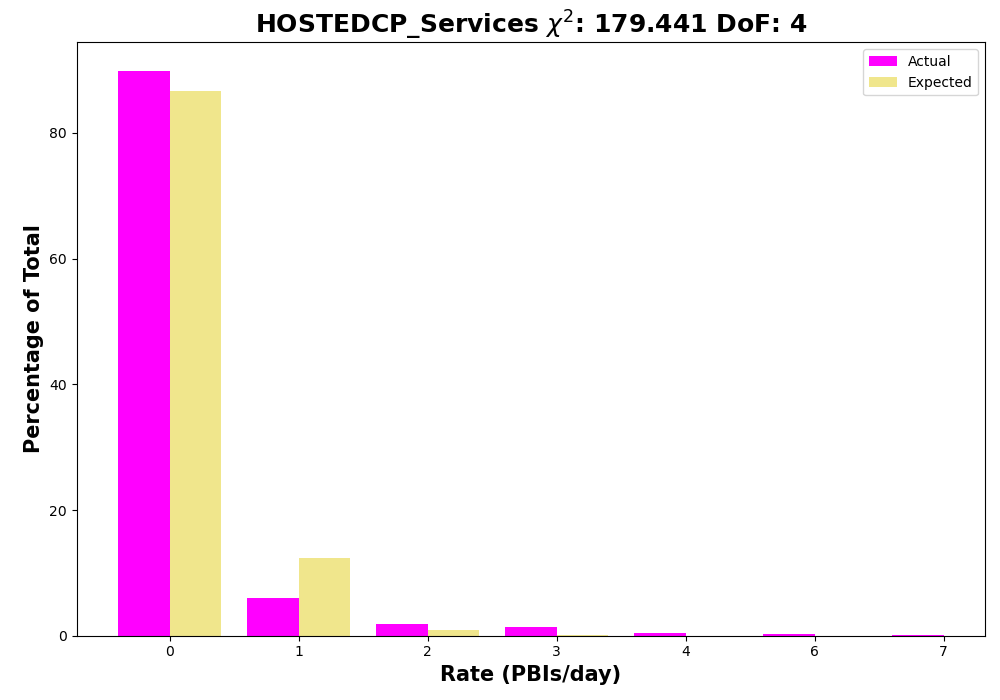 HOSTEDCP_Services χ²: 179.441 DoF: 4
Actual
Expected
Percentage of Total
80
60
40
20
0
0 1 2 3 4 6 7
Rate (PBIs/day)